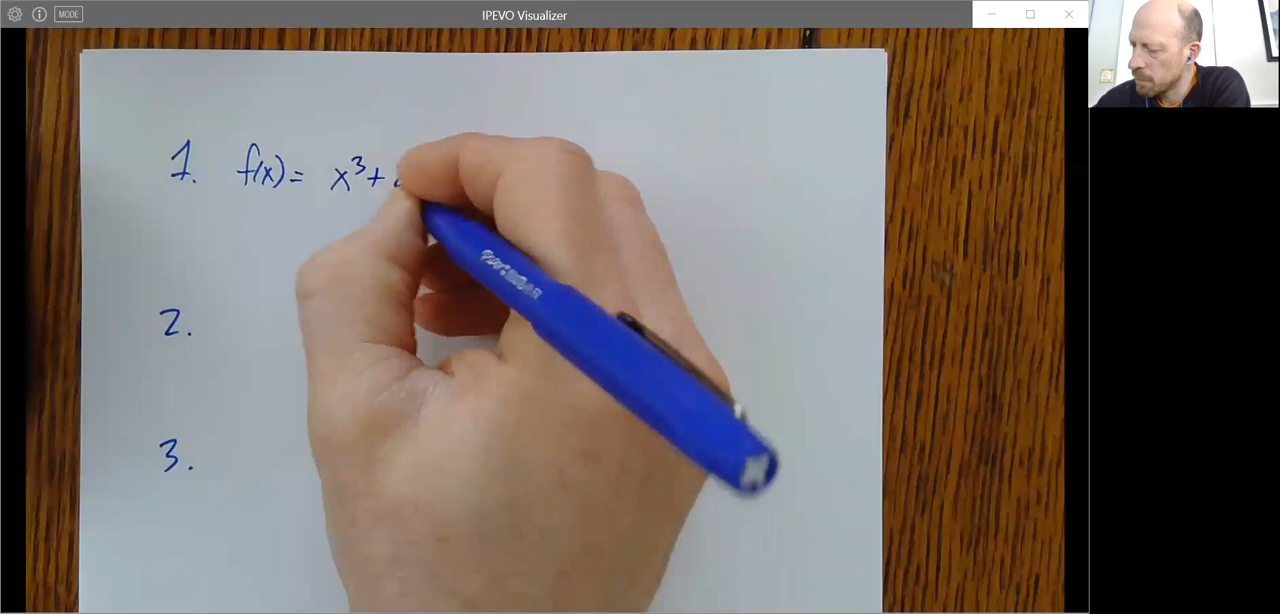 IPEVO Visualizer
MODE
1. f(x) = x³+
2.
3.